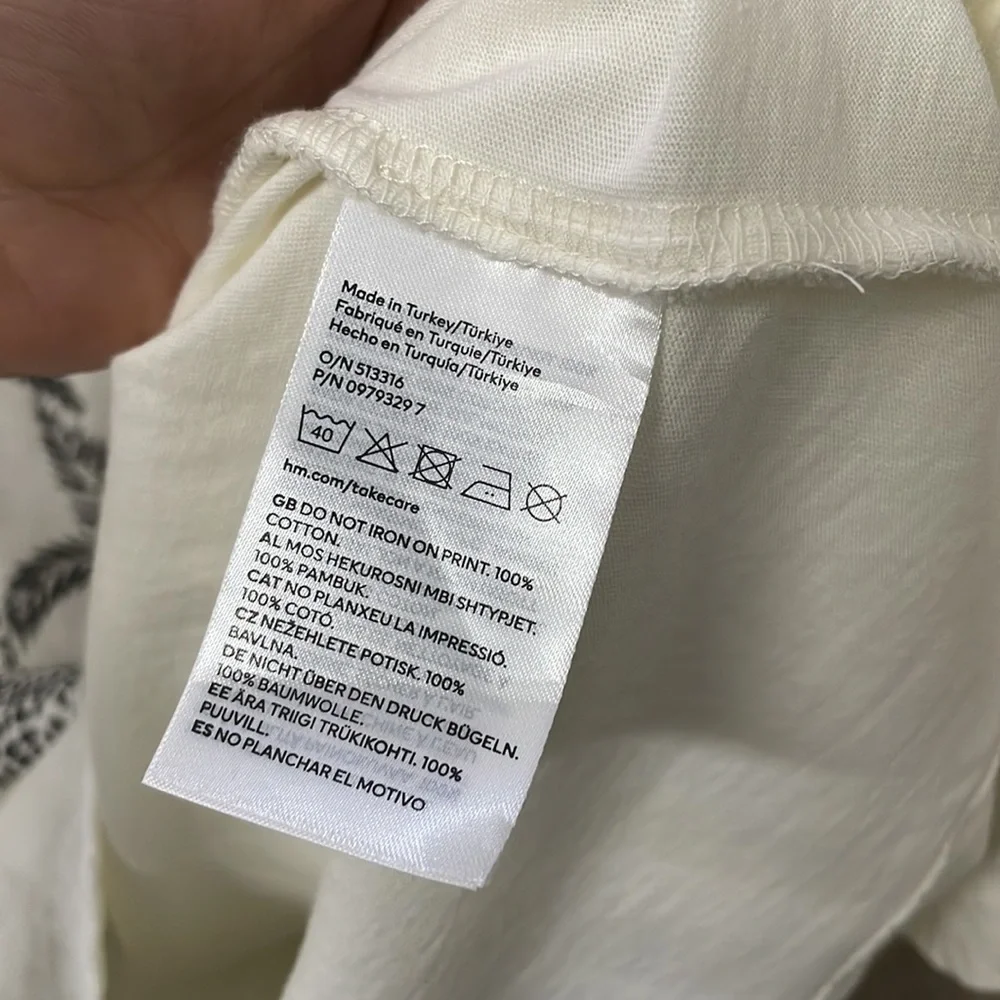 Made in Turkey/Türkiye
Fabriqué en Turquie/Türkiye
Hecho en Turquía/Türkiye
O/N 513316
P/N 0979329 7
40
hm.com/takecare
GB DO NOT IRON ON PRINT. 100%
COTTON.
AL MOS HEKUROSNI MBI SHTYPJET.
100% PAMBUK.
CAT NO PLANXEU LA IMPRESSIÓ.
100% COTÓ.
CZ NEŽEHLETE POTISK. 100%
BAVLNA.
DE NICHT ÜBER DEN DRUCK BÜGELN.
100% BAUMWOLLE.
EE ÄRA TRIIGI TRÜKIKOHTI. 100%
PUUVILL.
ES NO PLANCHAR EL MOTIVO